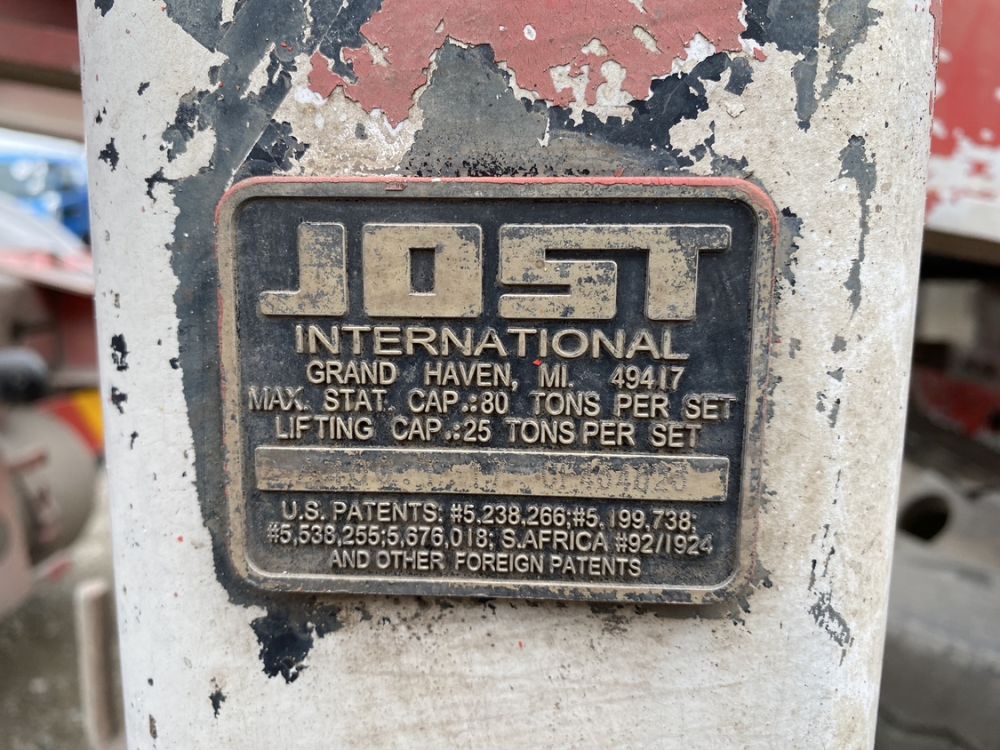 JOST
INTERNATIONAL
GRAND HAVEN, MI. 49417
MAX. STAT. CAP.:80 TONS PER SET
LIFTING CAP.:25 TONS PER SET
U.S. PATENTS: #5,238,266;#5,199,738;
#5,538,255;5,676,018; S.AFRICA #92/1924
AND OTHER FOREIGN PATENTS